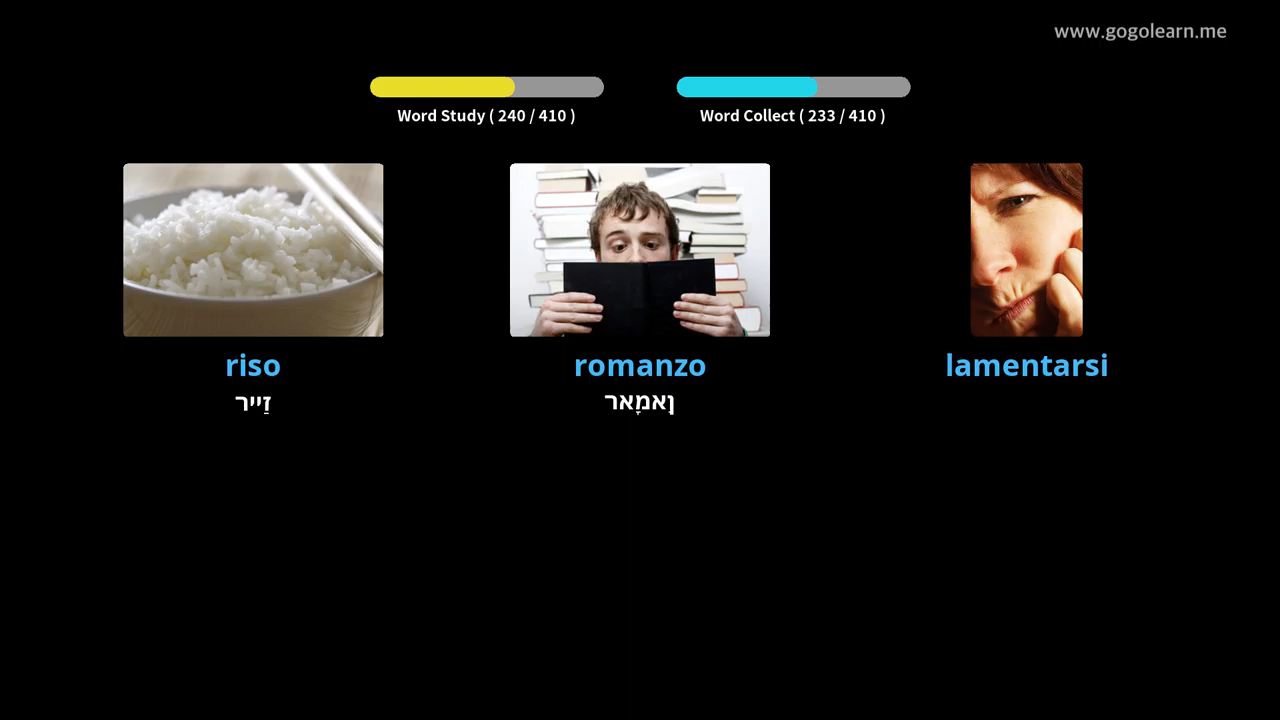 www.gogolearn.me
Word Study ( 240 / 410 )
Word Collect ( 233 / 410 )
riso
זַייר
romanzo
ןַאמָאר
lamentarsi